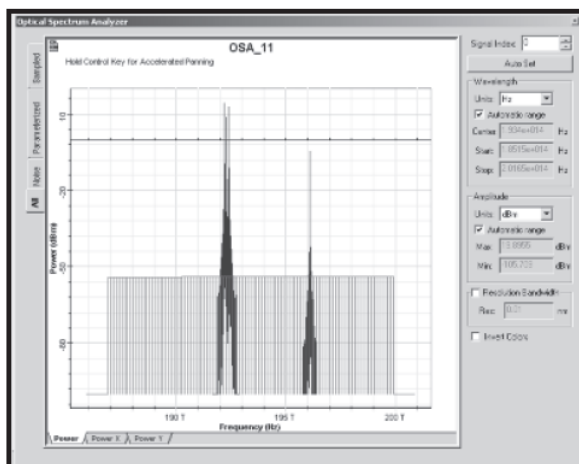 Optical Spectrum Analyzer
OSA_11
Hold Control Key for Accelerated Panning
Signal Index: 0
Auto Set
Sampled
Parameterized
Noise
All
Wavelength
Units: Hz
Automatic range
Center: Hz
Start: Hz
Stop: Hz
Amplitude
Units: dBm
Automatic range
Max: dBm
Min: dBm
Resolution Bandwidth
Res: nm
Invert Colors
Power (dBm)
10
-20
-50
-80
190 T
195 T
200 T
Frequency (Hz)
Power
Power X
Power Y